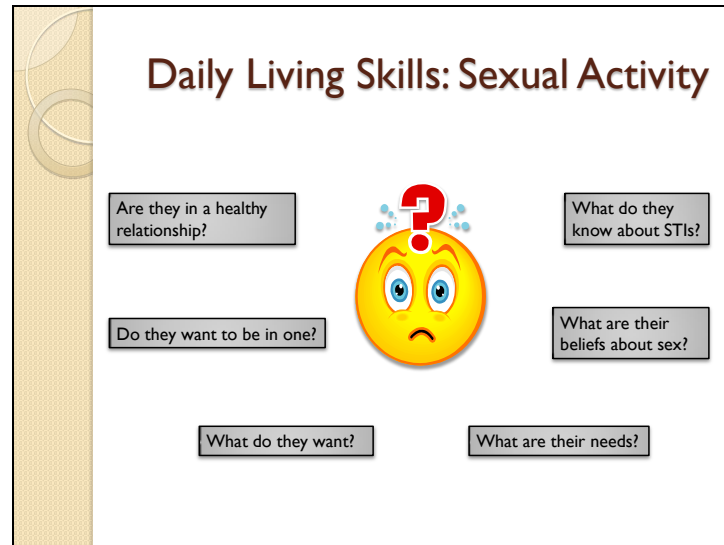 Daily Living Skills: Sexual Activity
?
Are they in a healthy
relationship?
What do they
know about STIs?
Do they want to be in one?
What are their
beliefs about sex?
What do they want?
What are their needs?